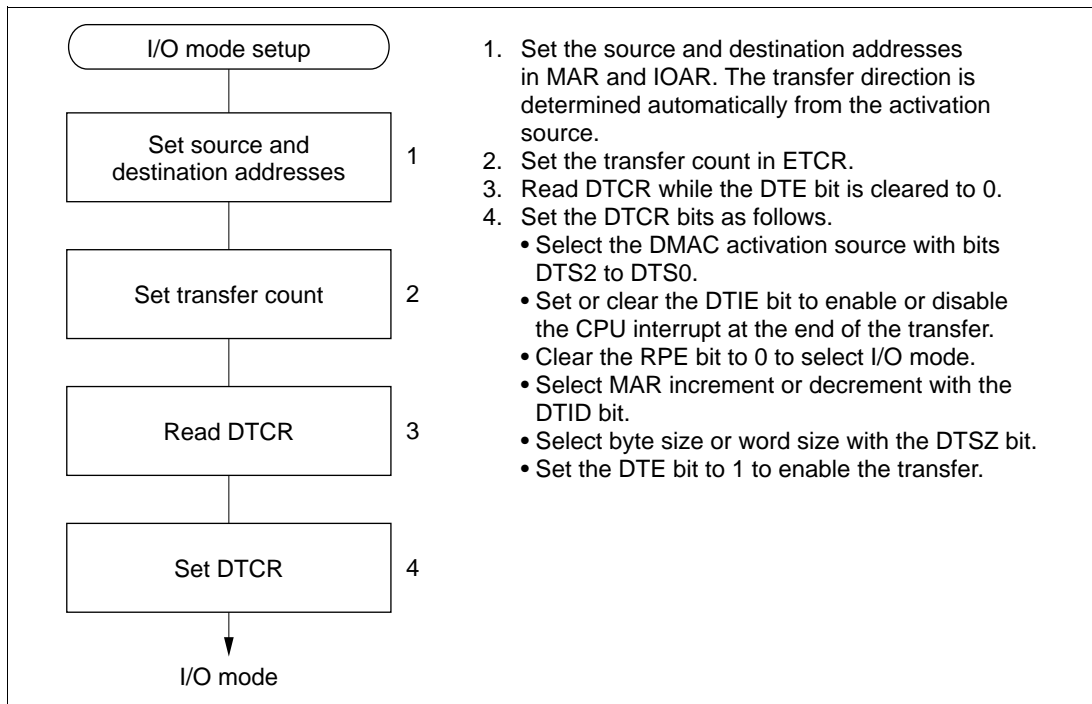 I/O mode setup
Set source and
destination addresses
1
Set transfer count
2
Read DTCR
3
Set DTCR
4
I/O mode
1. Set the source and destination addresses
in MAR and IOAR. The transfer direction is
determined automatically from the activation
source.
2. Set the transfer count in ETCR.
3. Read DTCR while the DTE bit is cleared to 0.
4. Set the DTCR bits as follows.
• Select the DMAC activation source with bits
DTS2 to DTS0.
• Set or clear the DTIE bit to enable or disable
the CPU interrupt at the end of the transfer.
• Clear the RPE bit to 0 to select I/O mode.
• Select MAR increment or decrement with the
DTID bit.
• Select byte size or word size with the DTSZ bit.
• Set the DTE bit to 1 to enable the transfer.